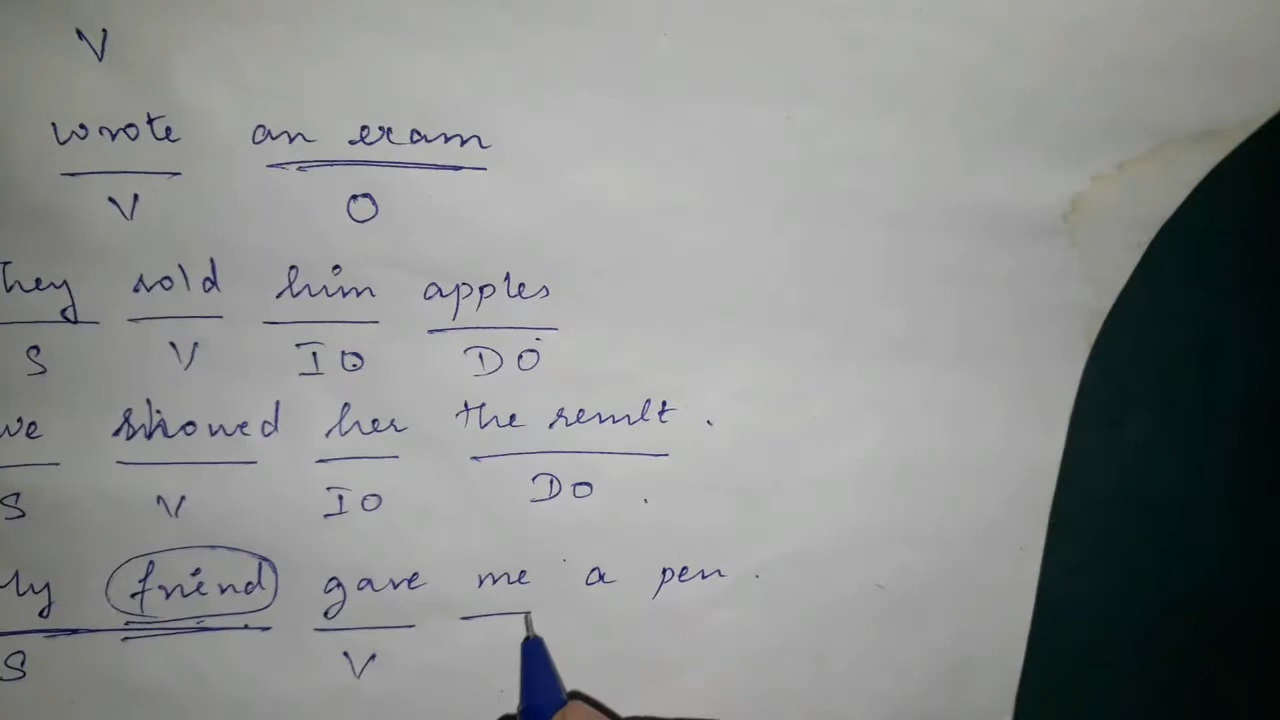 V
wrote an exam
V O
hey sold him apples
S V IO DO
we showed her the result.
S V IO DO.
My friend gave me a pen.
S V